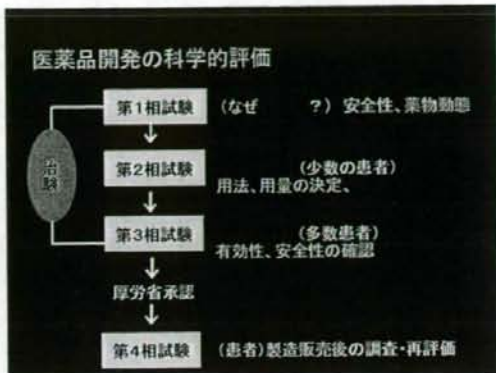 医薬品開発の科学的評価
第1相試験 (なぜ ?) 安全性、薬物動態
治験
第2相試験 (少数の患者)
用法、用量の決定、
第3相試験 (多数患者)
有効性、安全性の確認
厚労省承認
第4相試験 (患者)製造販売後の調査・再評価